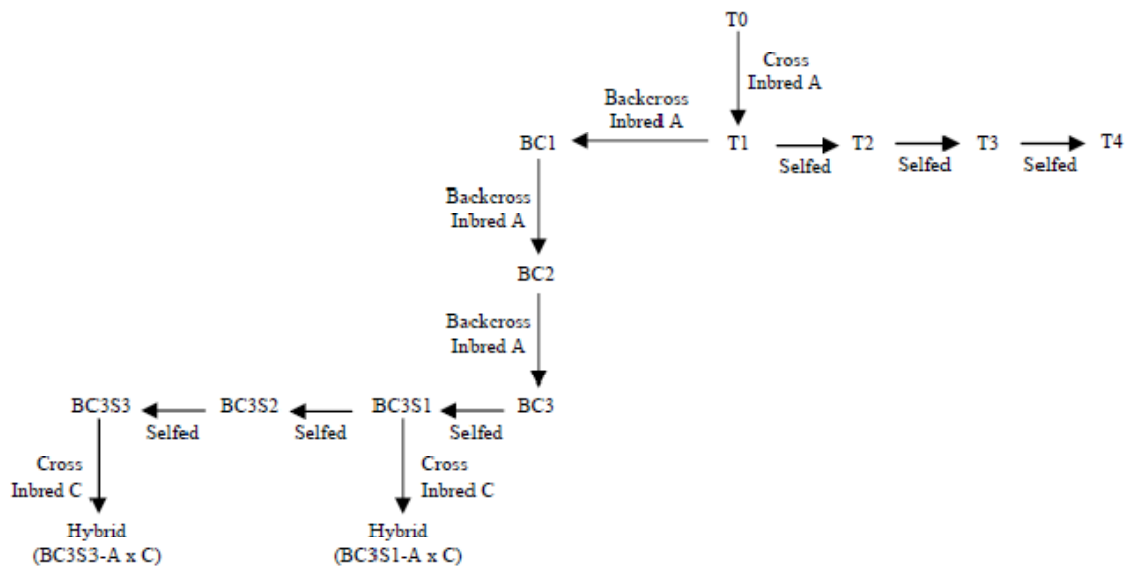 T0
Cross
Inbred A
Backcross
Inbred A
BC1
T1
T2
T3
T4
Selfed
Selfed
Selfed
Backcross
Inbred A
BC2
Backcross
Inbred A
BC3S3
BC3S2
BC3S1
BC3
Selfed
Selfed
Selfed
Cross
Inbred C
Cross
Inbred C
Hybrid
(BC3S3-A x C)
Hybrid
(BC3S1-A x C)